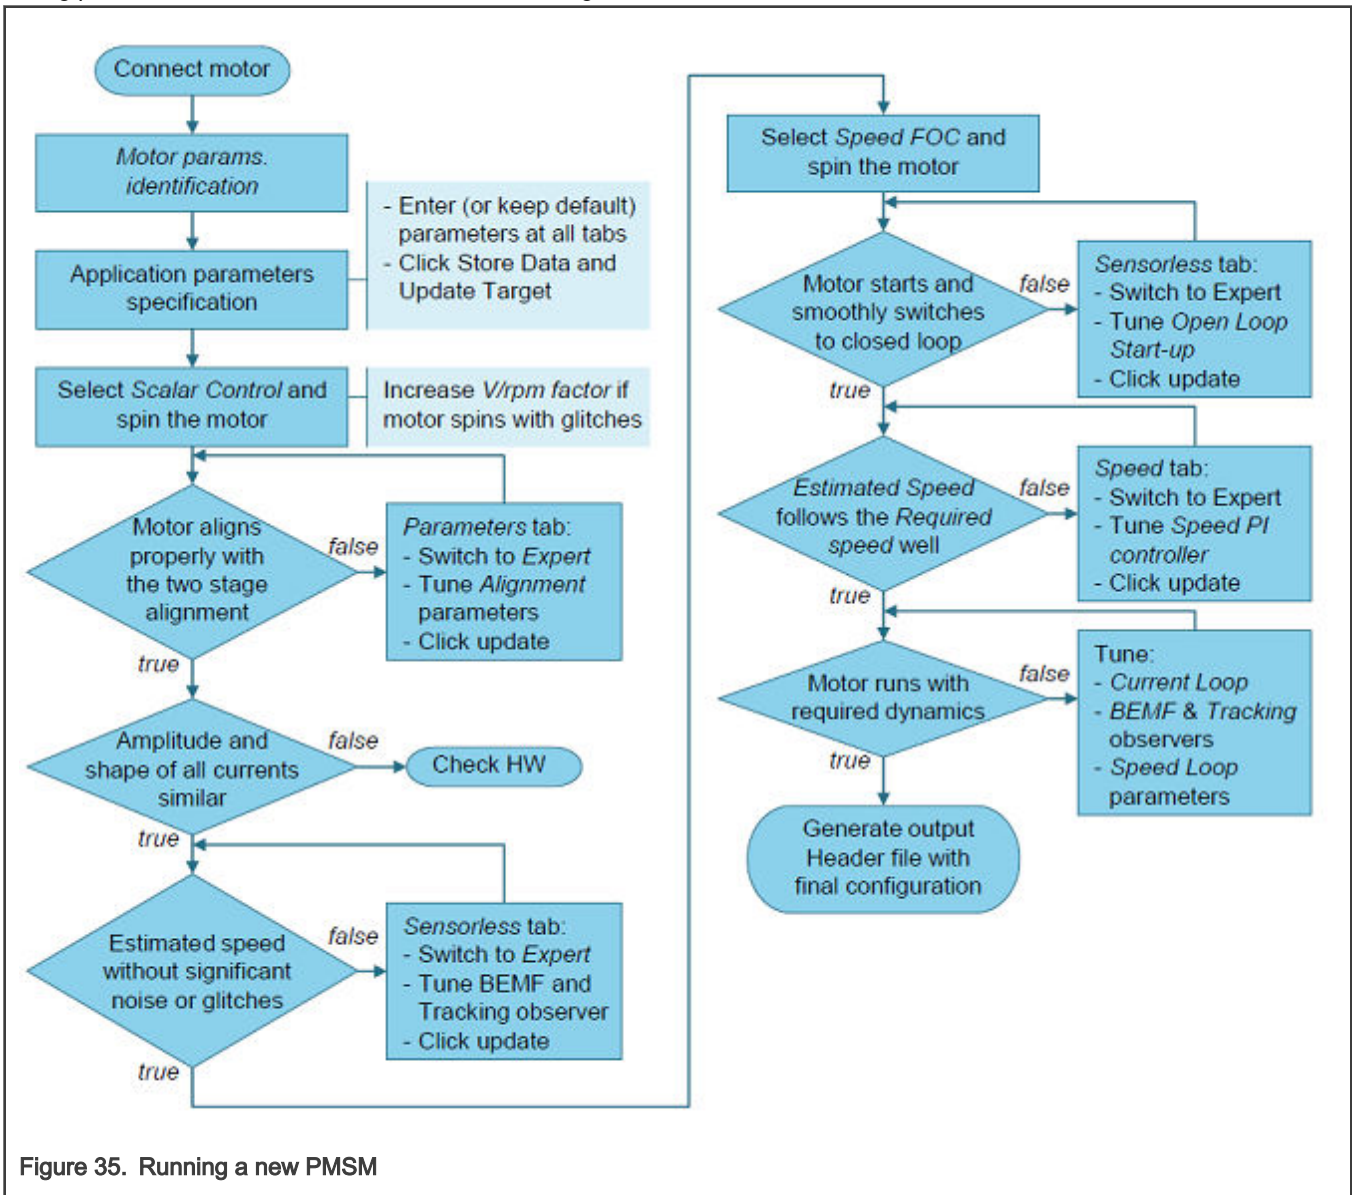 Connect motor
Motor params.
identification
Application parameters
specification
- Enter (or keep default)
parameters at all tabs
- Click Store Data and
Update Target
Select Scalar Control and
spin the motor
Increase V/rpm factor if
motor spins with glitches
Motor aligns
properly with
the two stage
alignment
false
Parameters tab:
- Switch to Expert
- Tune Alignment
parameters
- Click update
true
Amplitude and
shape of all currents
similar
false
Check HW
true
Estimated speed
without significant
noise or glitches
false
Sensorless tab:
- Switch to Expert
- Tune BEMF and
Tracking observer
- Click update
true
Select Speed FOC and
spin the motor
Motor starts and
smoothly switches
to closed loop
false
Sensorless tab:
- Switch to Expert
- Tune Open Loop
Start-up
- Click update
true
Estimated Speed
follows the Required
speed well
false
Speed tab:
- Switch to Expert
- Tune Speed PI
controller
- Click update
true
Motor runs with
required dynamics
false
Tune:
- Current Loop
- BEMF & Tracking
observers
- Speed Loop
parameters
true
Generate output
Header file with
final configuration
Figure 35. Running a new PMSM